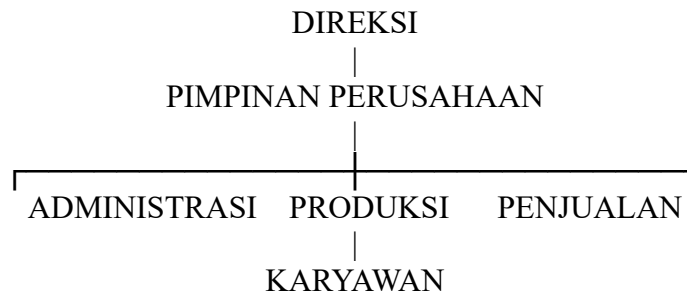 DIREKSI
PIMPINAN PERUSAHAAN
ADMINISTRASI PRODUKSI PENJUALAN
KARYAWAN